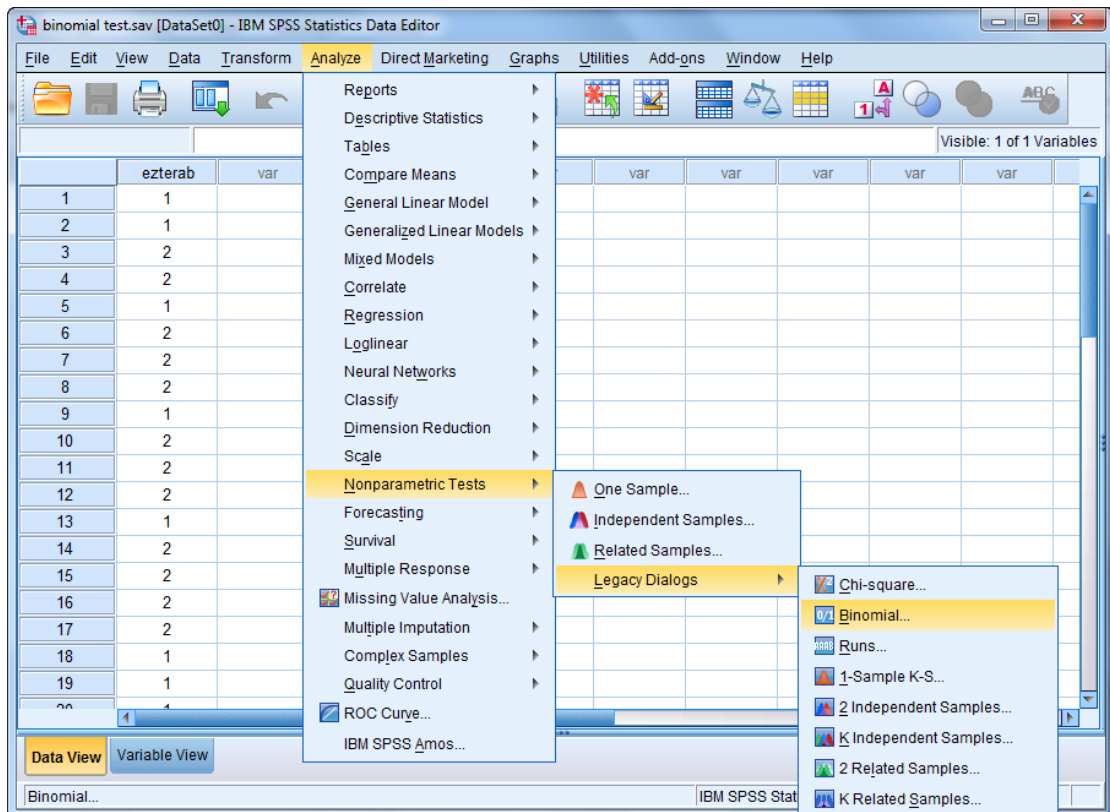 binomial test.sav [DataSet0] - IBM SPSS Statistics Data Editor
File Edit View Data Transform Analyze Direct Marketing Graphs Utilities Add-ons Window Help
Visible: 1 of 1 Variables
ezterab var var var var var var
1 1
2 1
3 2
4 2
5 1
6 2
7 2
8 2
9 1
10 2
11 2
12 2
13 1
14 2
15 2
16 2
17 2
18 1
19 1
Reports
Descriptive Statistics
Tables
Compare Means
General Linear Model
Generalized Linear Models
Mixed Models
Correlate
Regression
Loglinear
Neural Networks
Classify
Dimension Reduction
Scale
Nonparametric Tests
Forecasting
Survival
Multiple Response
Missing Value Analysis...
Multiple Imputation
Complex Samples
Quality Control
ROC Curve...
IBM SPSS Amos...
One Sample...
Independent Samples...
Related Samples...
Legacy Dialogs
Chi-square...
Binomial...
Runs...
1-Sample K-S...
2 Independent Samples...
K Independent Samples...
2 Related Samples...
K Related Samples...
Data View Variable View
Binomial... IBM SPSS Stat